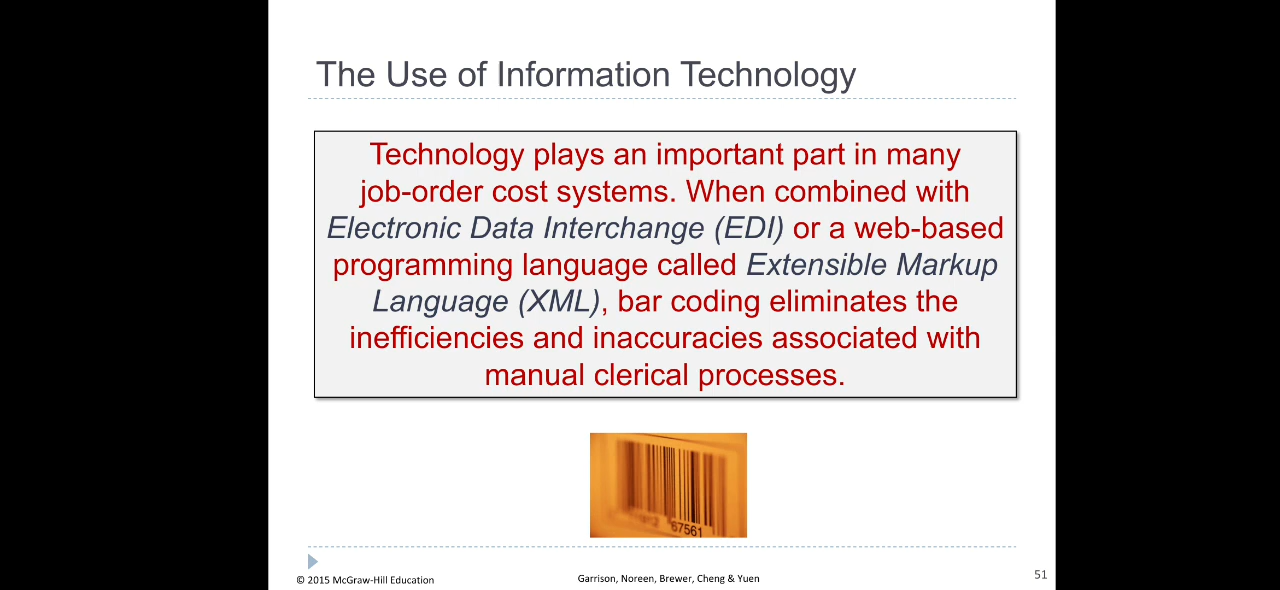 The Use of Information Technology
Technology plays an important part in many
job-order cost systems. When combined with
Electronic Data Interchange (EDI) or a web-based
programming language called Extensible Markup
Language (XML), bar coding eliminates the
inefficiencies and inaccuracies associated with
manual clerical processes.
67561
© 2015 McGraw-Hill Education
Garrison, Noreen, Brewer, Cheng & Yuen
51